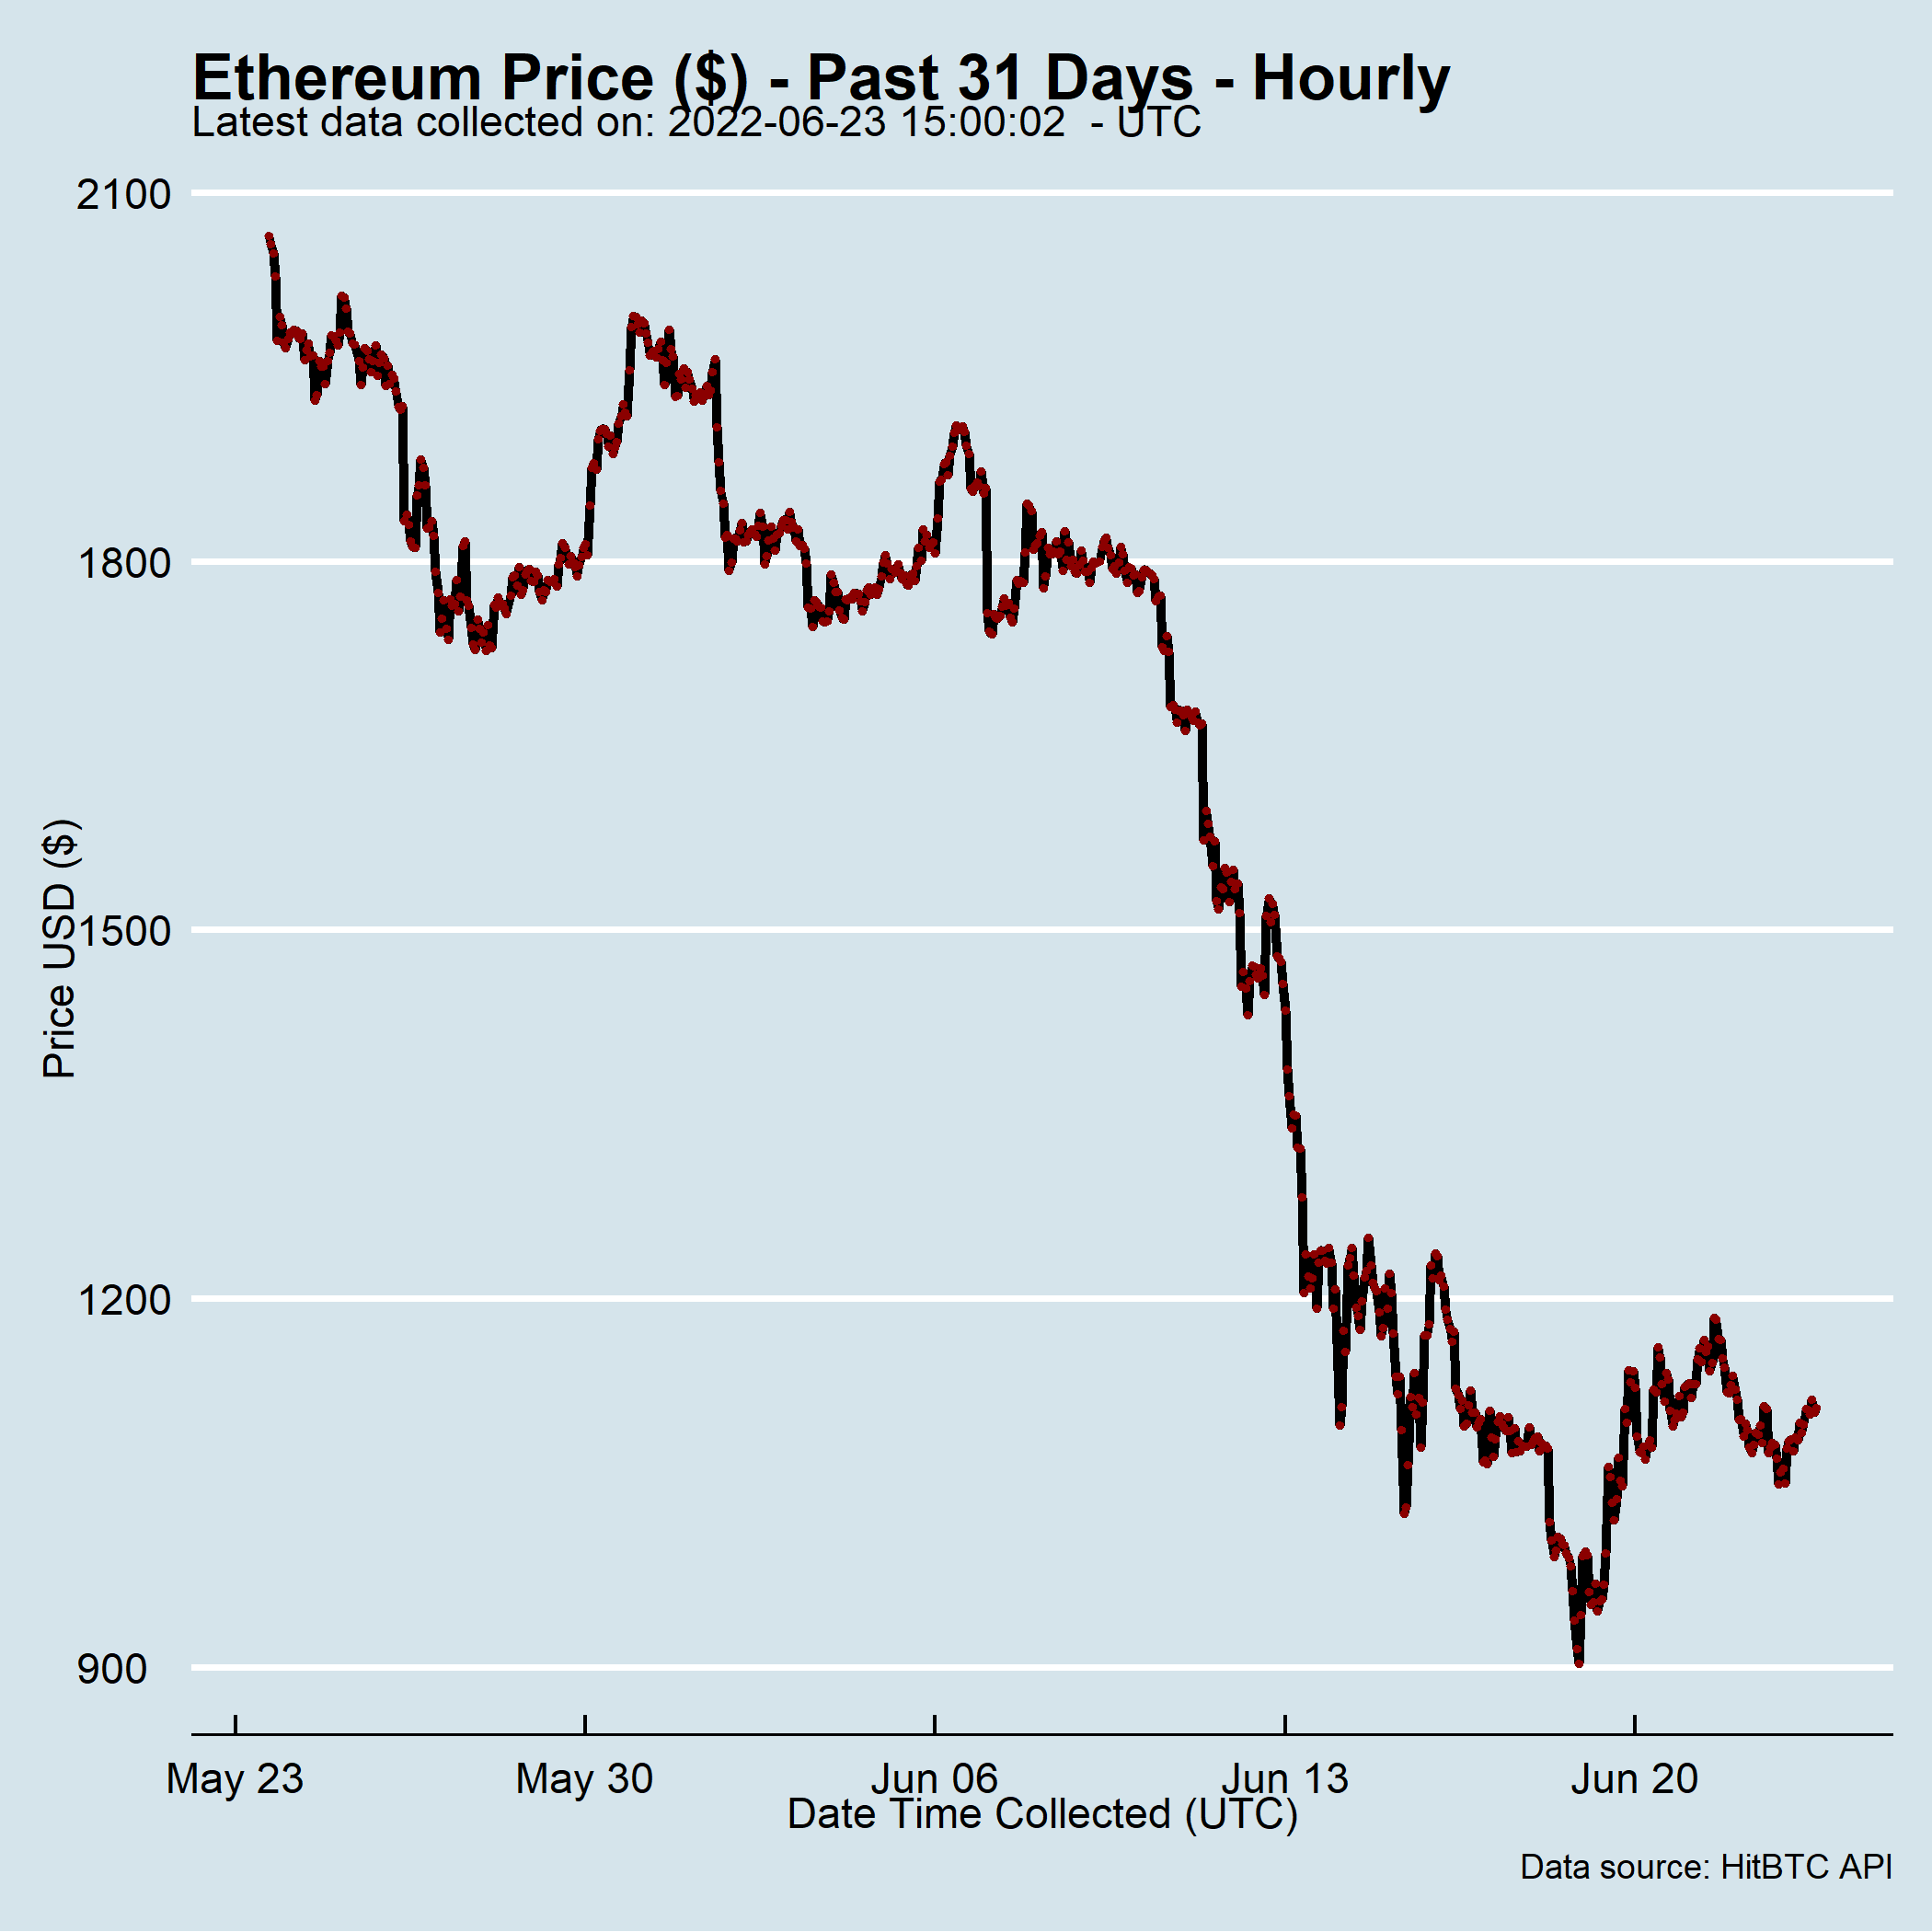 Ethereum Price ($) - Past 31 Days - Hourly
Latest data collected on: 2022-06-23 15:00:02  - UTC
2100
1800
1500
1200
900
Price USD ($)
May 23
May 30
Jun 06
Jun 13
Jun 20
Date Time Collected (UTC)
Data source: HitBTC API